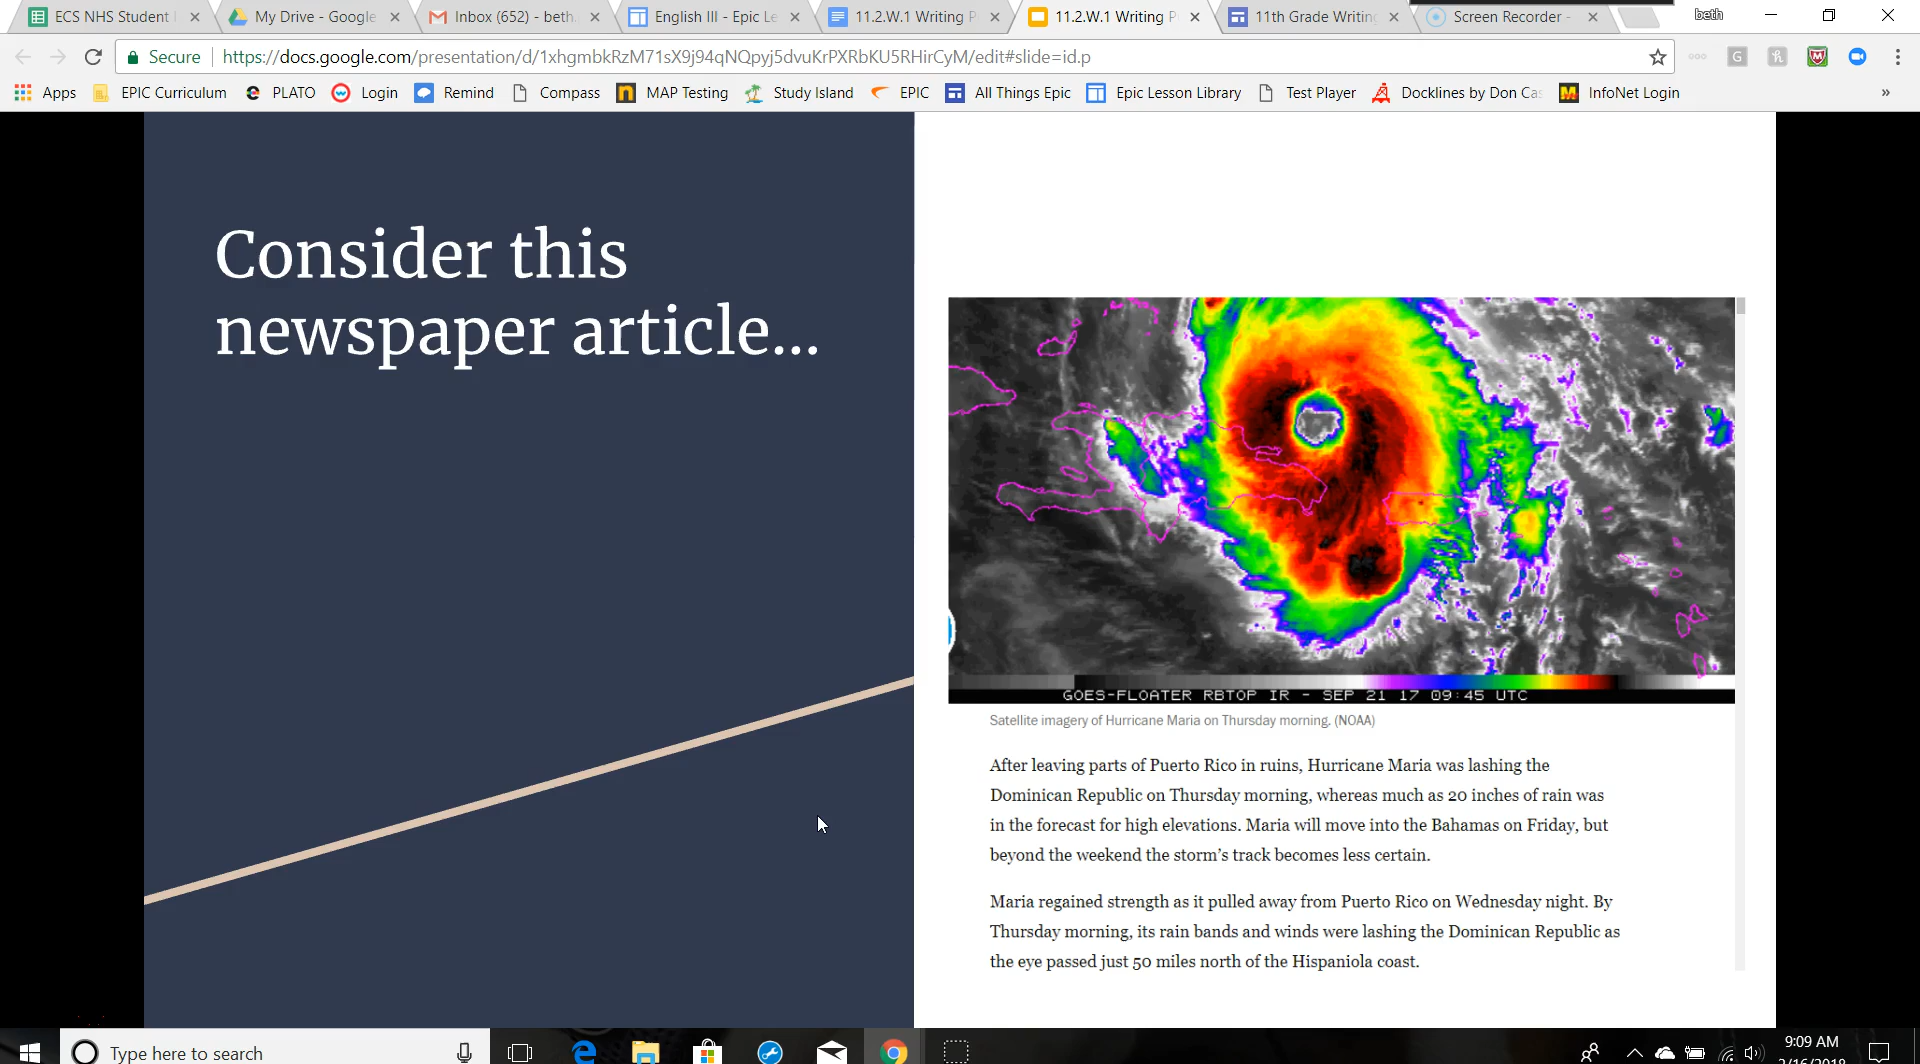 ECS NHS Student
My Drive - Google
Inbox (652) - beth.
English III - Epic Le
11.2.W.1 Writing P
11.2.W.1 Writing P
11th Grade Writing
Screen Recorder -
beth
Secure
https://docs.google.com/presentation/d/1xhgmbkRzM71sX9j94qNQpyj5dvuKrPXRbKU5RHirCyM/edit#slide=id.p
Apps
EPIC Curriculum
PLATO
Login
Remind
Compass
MAP Testing
Study Island
EPIC
All Things Epic
Epic Lesson Library
Test Player
Docklines by Don Cas
InfoNet Login
»
Consider this
newspaper article...
GOES-FLOATER RBTOP IR - SEP 21 17 09:45 UTC
Satellite imagery of Hurricane Maria on Thursday morning. (NOAA)
After leaving parts of Puerto Rico in ruins, Hurricane Maria was lashing the
Dominican Republic on Thursday morning, whereas much as 20 inches of rain was
in the forecast for high elevations. Maria will move into the Bahamas on Friday, but
beyond the weekend the storm's track becomes less certain.
Maria regained strength as it pulled away from Puerto Rico on Wednesday night. By
Thursday morning, its rain bands and winds were lashing the Dominican Republic as
the eye passed just 50 miles north of the Hispaniola coast.
Type here to search
9:09 AM